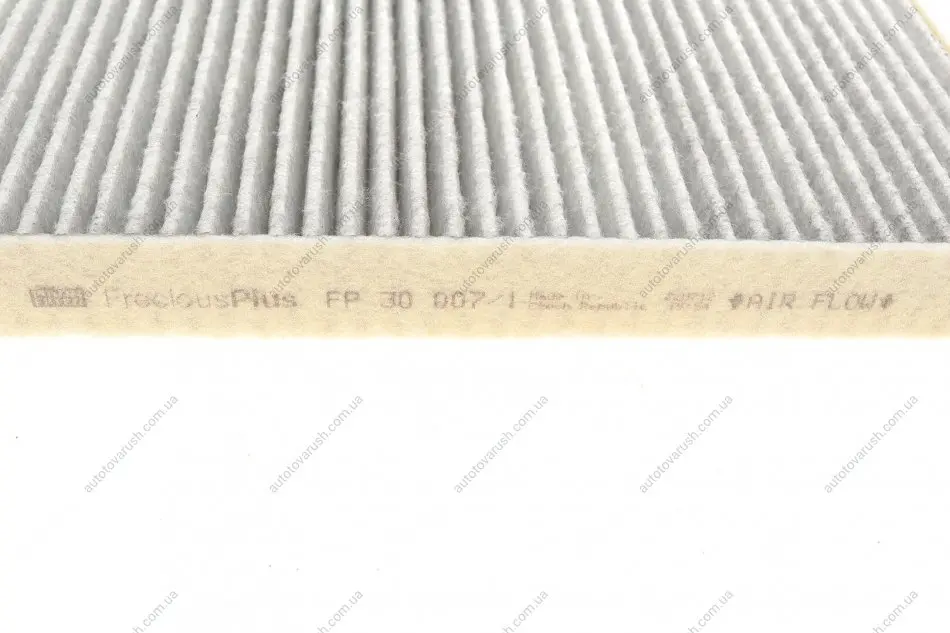 FreciousPlus FP 30 007/1 AIR FLOW
autotovarush.com.ua